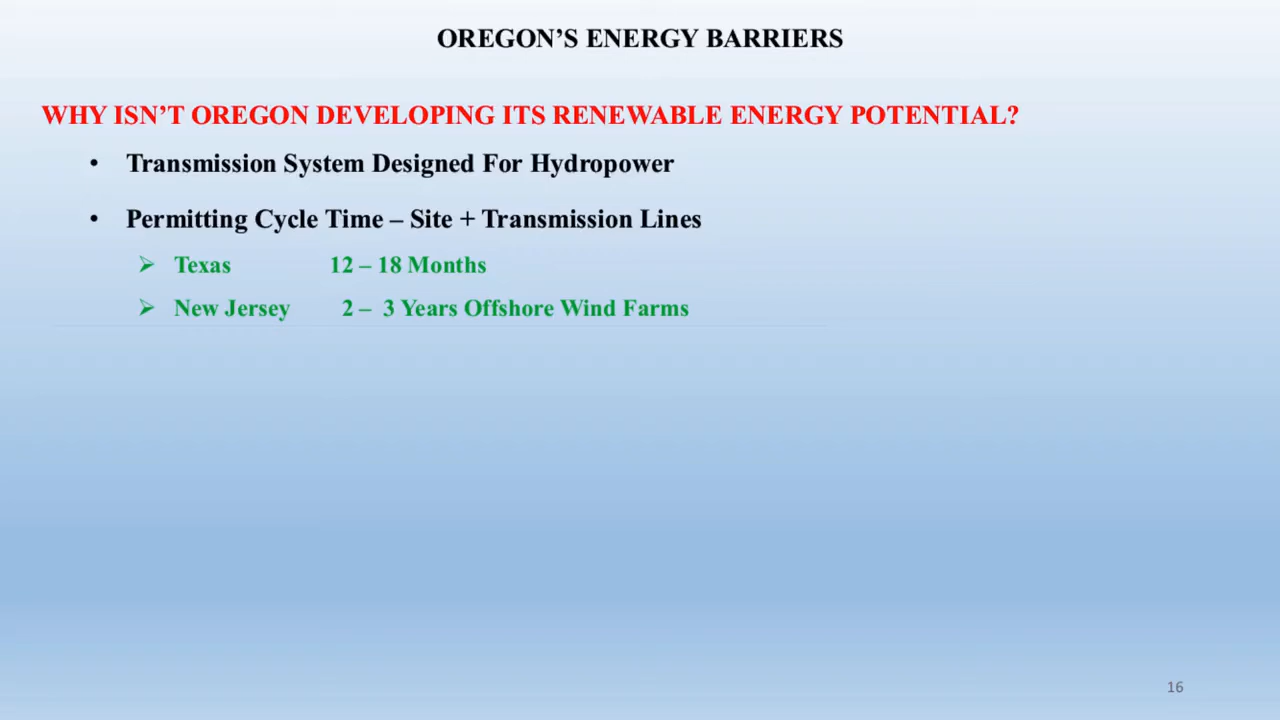 OREGON’S ENERGY BARRIERS
WHY ISN’T OREGON DEVELOPING ITS RENEWABLE ENERGY POTENTIAL?
• Transmission System Designed For Hydropower
• Permitting Cycle Time – Site + Transmission Lines
➢ Texas 12 – 18 Months
➢ New Jersey 2 – 3 Years Offshore Wind Farms
16